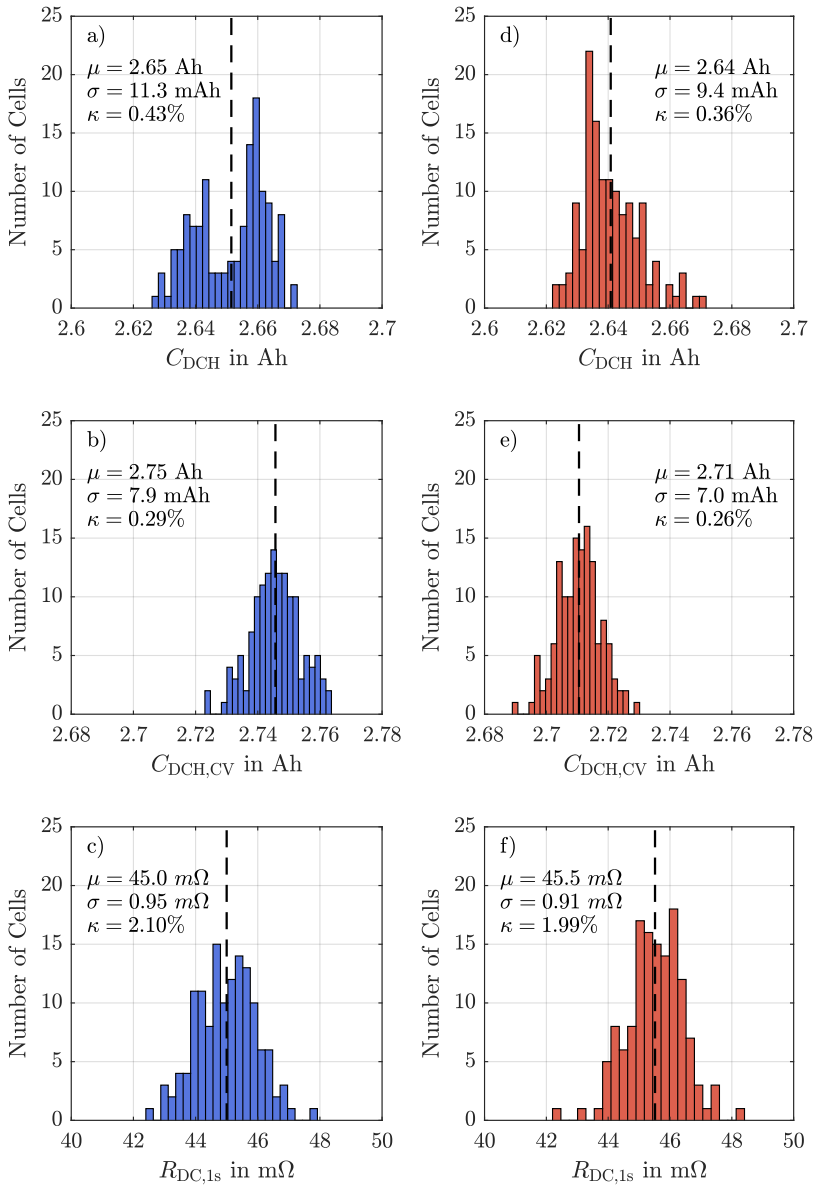 a)
μ = 2.65 Ah
σ = 11.3 mAh
κ = 0.43%
Number of Cells
25
20
15
10
5
0
2.6 2.62 2.64 2.66 2.68 2.7
C_DCH in Ah
d)
μ = 2.64 Ah
σ = 9.4 mAh
κ = 0.36%
Number of Cells
25
20
15
10
5
0
2.6 2.62 2.64 2.66 2.68 2.7
C_DCH in Ah
b)
μ = 2.75 Ah
σ = 7.9 mAh
κ = 0.29%
Number of Cells
25
20
15
10
5
0
2.68 2.7 2.72 2.74 2.76 2.78
C_DCH,CV in Ah
e)
μ = 2.71 Ah
σ = 7.0 mAh
κ = 0.26%
Number of Cells
25
20
15
10
5
0
2.68 2.7 2.72 2.74 2.76 2.78
C_DCH,CV in Ah
c)
μ = 45.0 mΩ
σ = 0.95 mΩ
κ = 2.10%
Number of Cells
25
20
15
10
5
0
40 42 44 46 48 50
R_DC,1s in mΩ
f)
μ = 45.5 mΩ
σ = 0.91 mΩ
κ = 1.99%
Number of Cells
25
20
15
10
5
0
40 42 44 46 48 50
R_DC,1s in mΩ